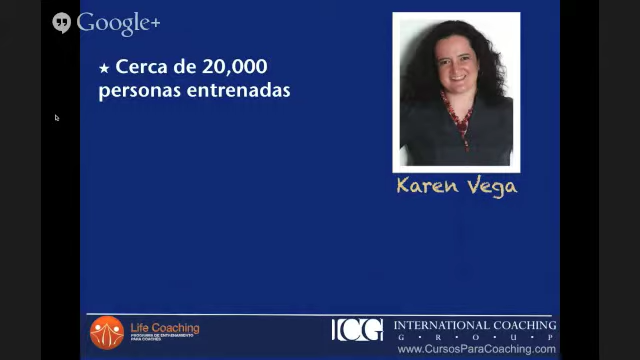 Google+
★ Cerca de 20,000
personas entrenadas
Karen Vega
Life Coaching
PROGRAMA DE ENTRENAMIENTO
PARA COACHES
ICG
INTERNATIONAL COACHING
G · R · O · U · P
www.CursosParaCoaching.com